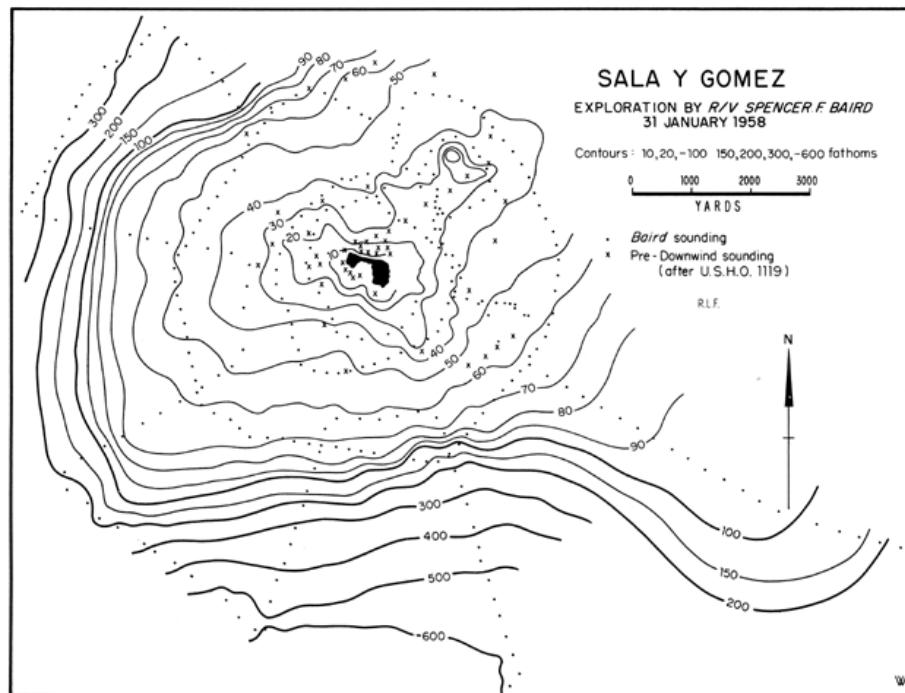 SALA Y GOMEZ
EXPLORATION BY R/V SPENCER F. BAIRD
31 JANUARY 1958
Contours : 10, 20, -100 150, 200, 300, -600 fathoms
0 1000 2000 3000
YARDS
. Baird sounding
x Pre-Downwind sounding
(after U.S.H.O. 1119)
R.L.F.
N
90
80
70
60
50
300
200
150
100
40
30
20
10
40
50
60
70
80
90
300
400
500
600
100
150
200
W